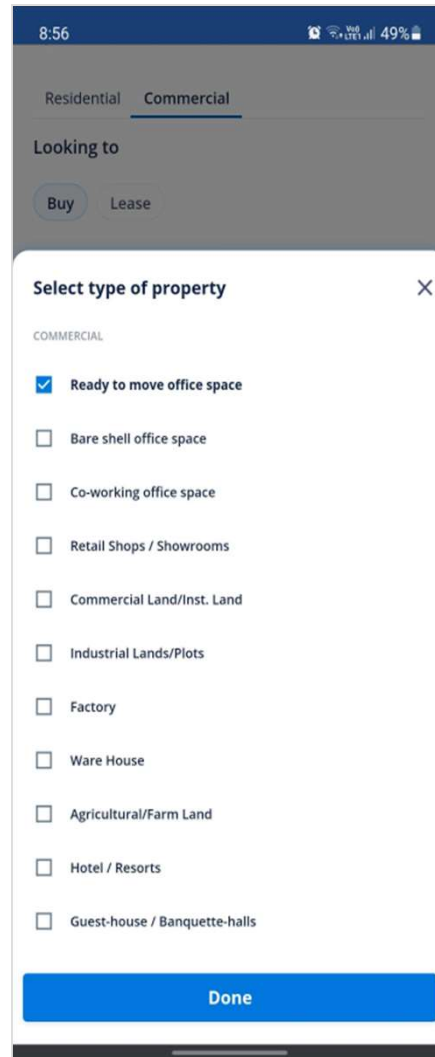 8:56 49%
Residential Commercial
Looking to
Buy Lease
Select type of property
COMMERCIAL
Ready to move office space
Bare shell office space
Co-working office space
Retail Shops / Showrooms
Commercial Land/Inst. Land
Industrial Lands/Plots
Factory
Ware House
Agricultural/Farm Land
Hotel / Resorts
Guest-house / Banquette-halls
Done